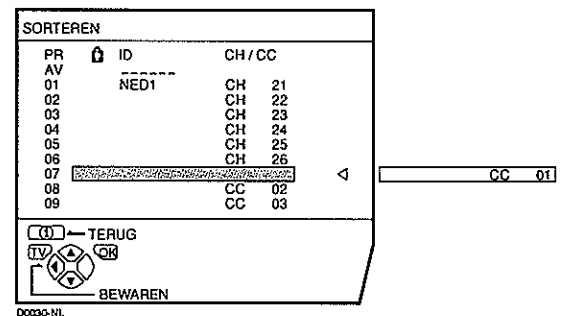 SORTEREN
PR ID CH / CC
AV ------
01 NED1 CH 21
02 CH 22
03 CH 23
04 CH 24
05 CH 25
06 CH 26
07 CC 01
08 CC 02
09 CC 03
TERUG
TV OK
BEWAREN
D0030-NL